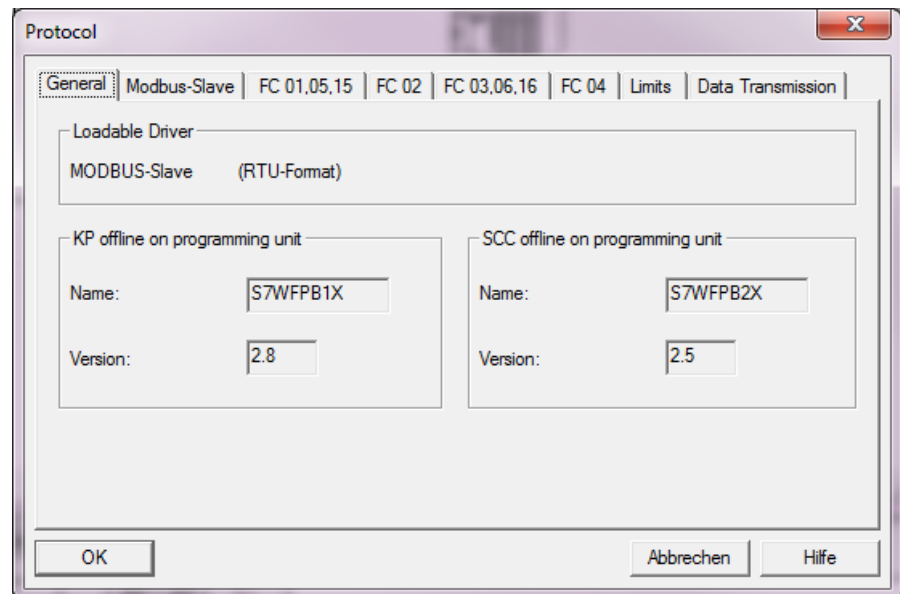 Protocol
General Modbus-Slave FC 01,05,15 FC 02 FC 03,06,16 FC 04 Limits Data Transmission
Loadable Driver
MODBUS-Slave (RTU-Format)
KP offline on programming unit SCC offline on programming unit
Name: S7WFPB1X Name: S7WFPB2X
Version: 2.8 Version: 2.5
OK Abbrechen Hilfe